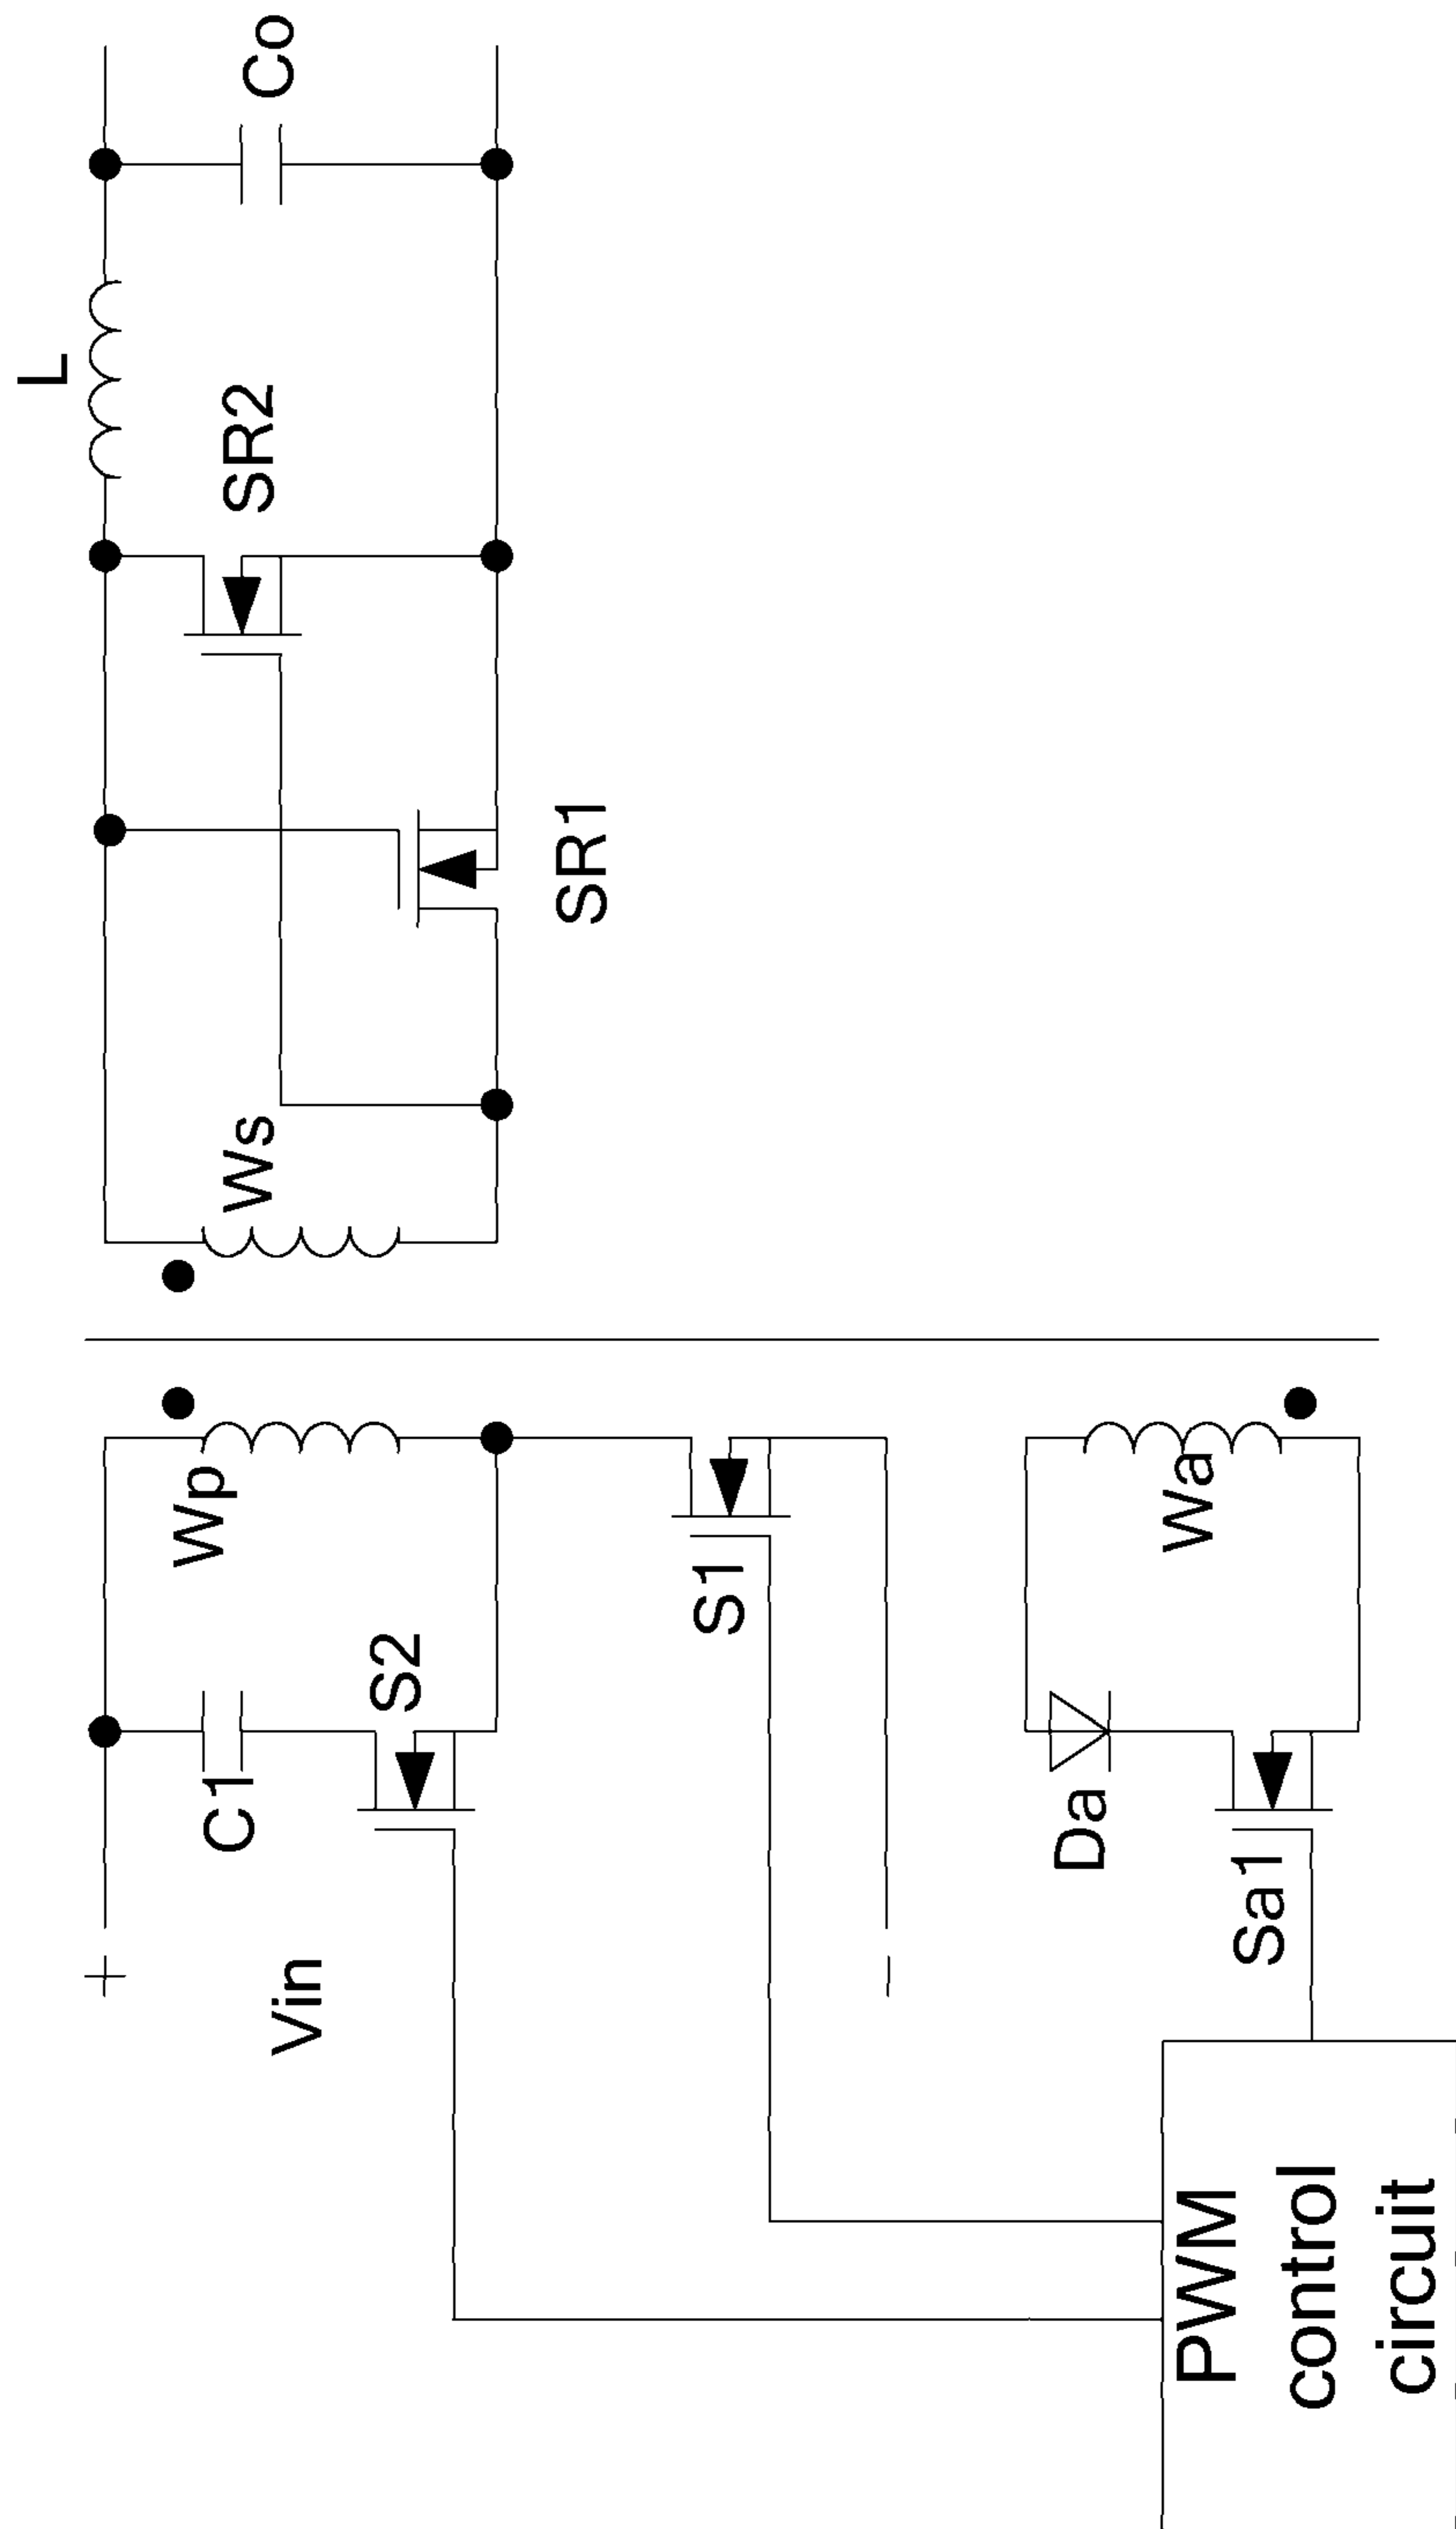 L
Co
SR2
SR1
Ws
Wp
S2
C1
S1
Vin
+
-
Wa
Da
Sa1
PWM
control
circuit